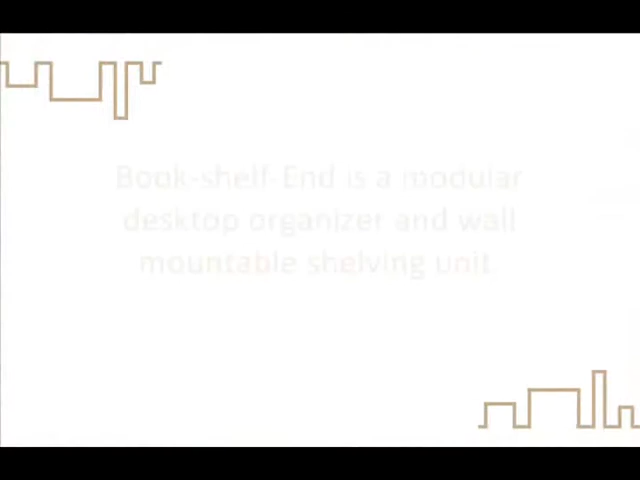 Book-shelf-End is a modular
desktop organizer and wall
mountable shelving unit